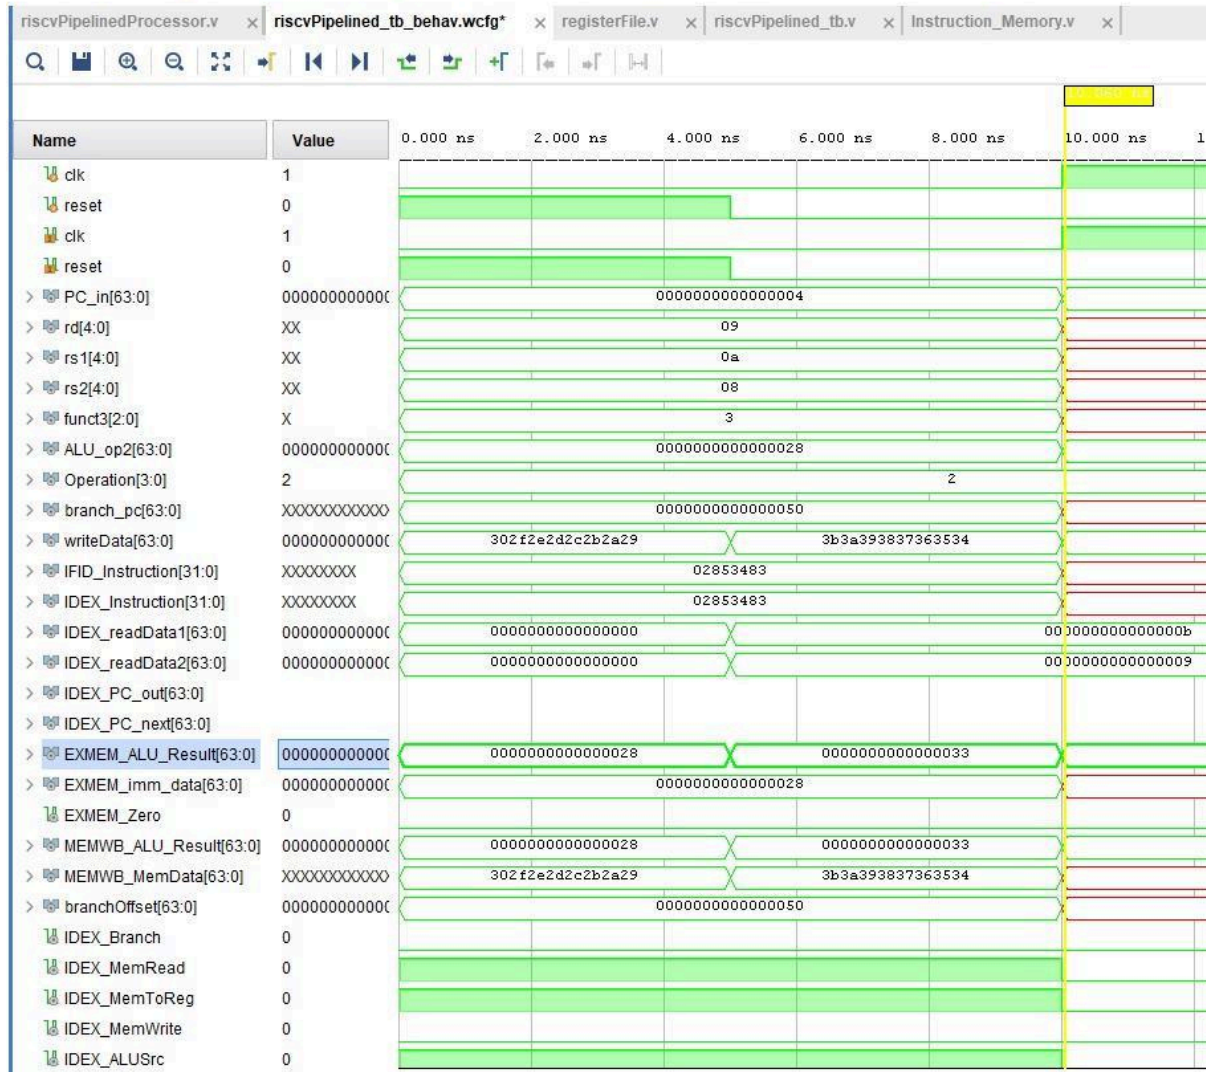 riscvPipelinedProcessor.v × riscvPipelined_tb_behav.wcfg* × registerFile.v × riscvPipelined_tb.v × Instruction_Memory.v ×
Name Value 0.000 ns 2.000 ns 4.000 ns 6.000 ns 8.000 ns 10.000 ns 1
clk 1
reset 0
clk 1
reset 0
> PC_in[63:0] 000000000000 0000000000000004
> rd[4:0] XX 09
> rs1[4:0] XX 0a
> rs2[4:0] XX 08
> funct3[2:0] X 3
> ALU_op2[63:0] 000000000000 0000000000000028
> Operation[3:0] 2 2
> branch_pc[63:0] XXXXXXXXXXXX 0000000000000050
> writeData[63:0] 000000000000 302f2e2d2c2b2a29 3b3a393837363534
> IFID_Instruction[31:0] XXXXXXXX 02853483
> IDEX_Instruction[31:0] XXXXXXXX 02853483
> IDEX_readData1[63:0] 000000000000 0000000000000000 000000000000000b
> IDEX_readData2[63:0] 000000000000 0000000000000000 0000000000000009
> IDEX_PC_out[63:0]
> IDEX_PC_next[63:0]
> EXMEM_ALU_Result[63:0] 000000000000 0000000000000028 0000000000000033
> EXMEM_imm_data[63:0] 000000000000 0000000000000028
EXMEM_Zero 0
> MEMWB_ALU_Result[63:0] 000000000000 0000000000000028 0000000000000033
> MEMWB_MemData[63:0] XXXXXXXXXXXX 302f2e2d2c2b2a29 3b3a393837363534
> branchOffset[63:0] 000000000000 0000000000000050
IDEX_Branch 0
IDEX_MemRead 0
IDEX_MemToReg 0
IDEX_MemWrite 0
IDEX_ALUSrc 0